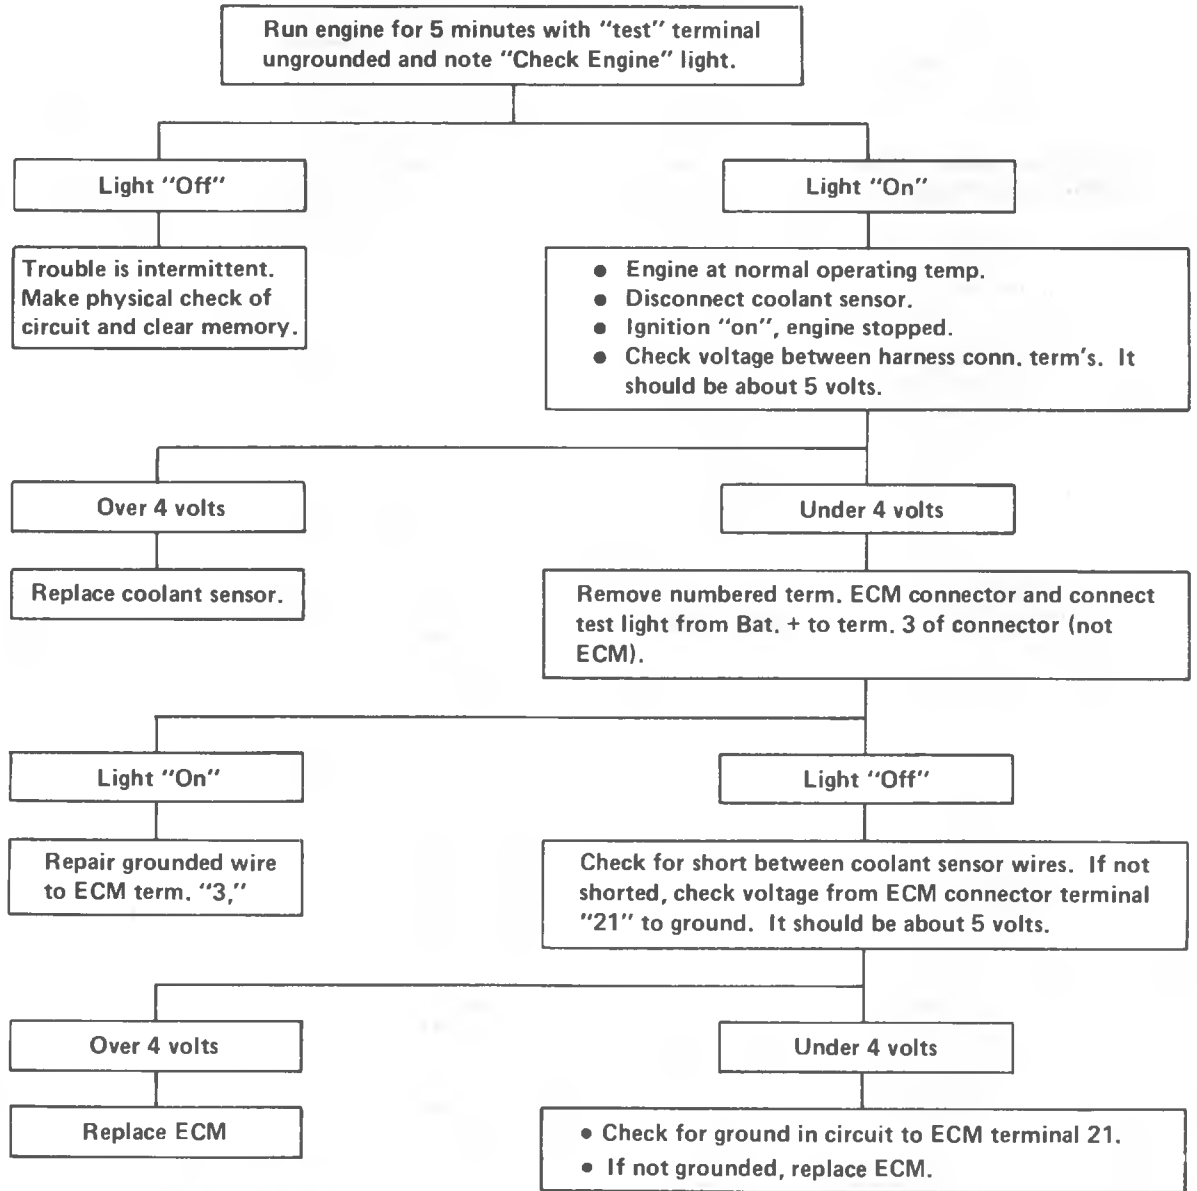 Run engine for 5 minutes with "test" terminal
ungrounded and note "Check Engine" light.
Light "Off"
Light "On"
Trouble is intermittent.
Make physical check of
circuit and clear memory.
● Engine at normal operating temp.
● Disconnect coolant sensor.
● Ignition "on", engine stopped.
● Check voltage between harness conn. term's. It
should be about 5 volts.
Over 4 volts
Under 4 volts
Replace coolant sensor.
Remove numbered term. ECM connector and connect
test light from Bat. + to term. 3 of connector (not
ECM).
Light "On"
Light "Off"
Repair grounded wire
to ECM term. "3,"
Check for short between coolant sensor wires. If not
shorted, check voltage from ECM connector terminal
"21" to ground. It should be about 5 volts.
Over 4 volts
Under 4 volts
Replace ECM
● Check for ground in circuit to ECM terminal 21.
● If not grounded, replace ECM.